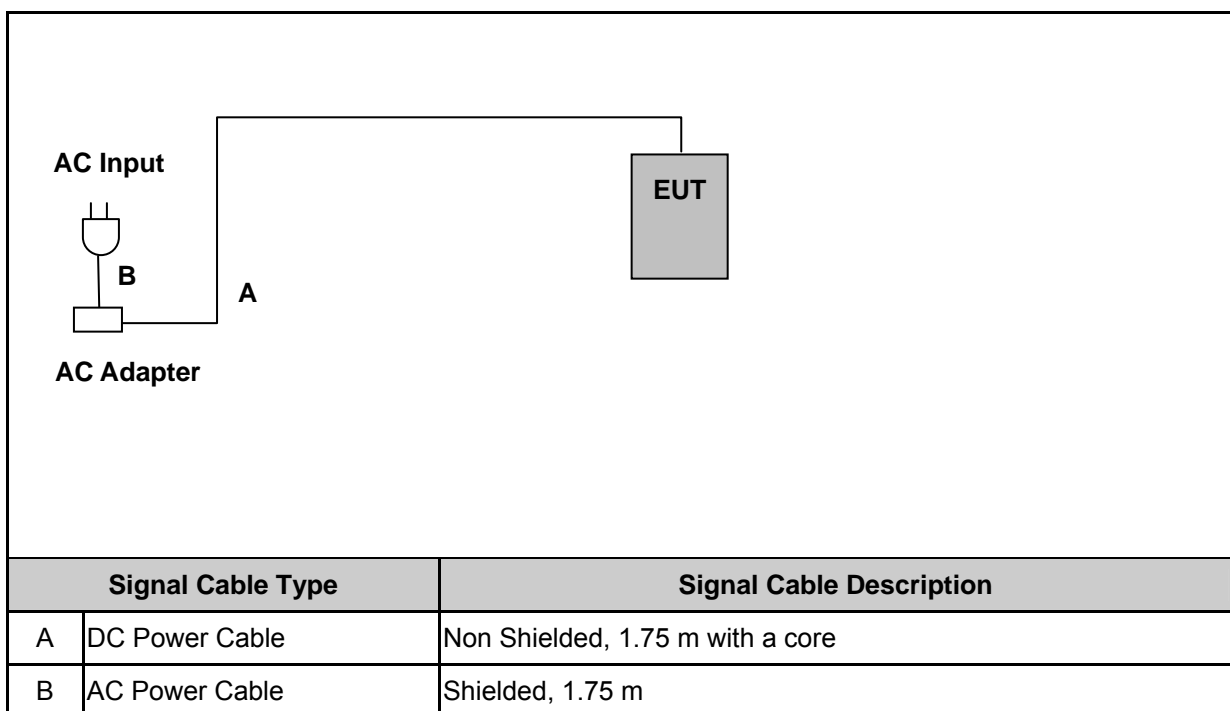 AC Input
EUT
B
A
AC Adapter
Signal Cable Type Signal Cable Description
A DC Power Cable Non Shielded, 1.75 m with a core
B AC Power Cable Shielded, 1.75 m